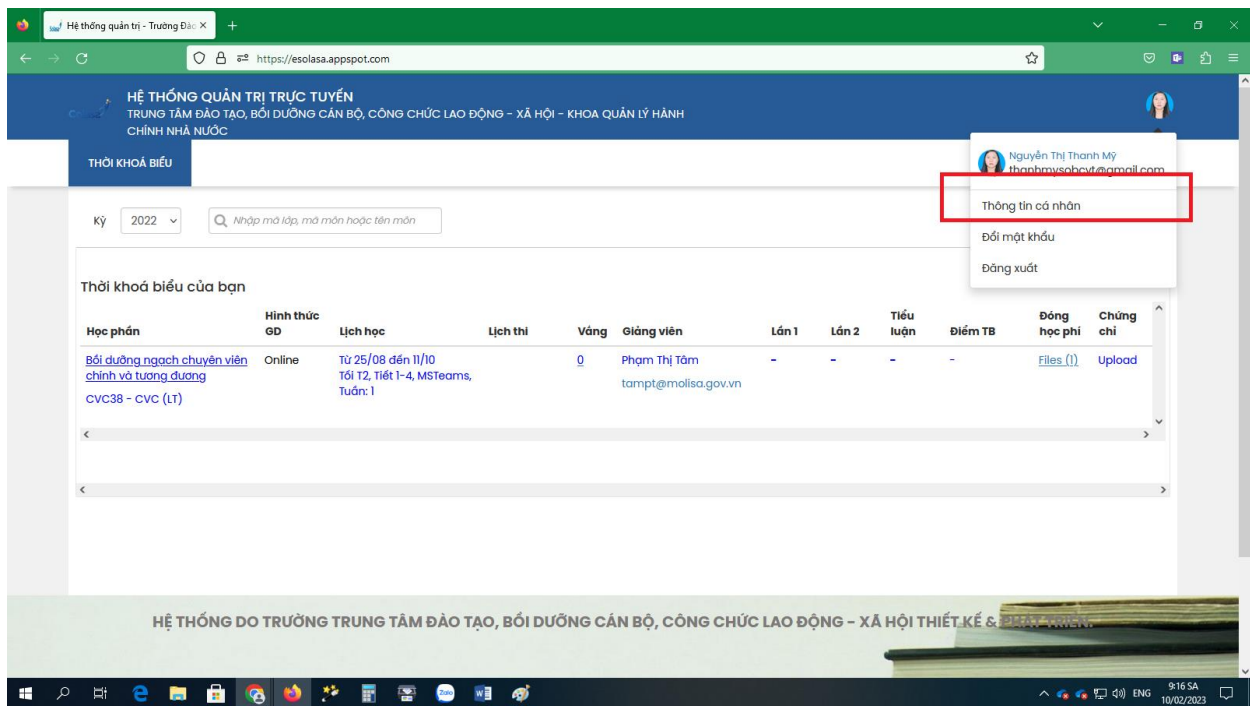 Hệ thống quản trị - Trường Đào
https://esolasa.appspot.com
HỆ THỐNG QUẢN TRỊ TRỰC TUYẾN
TRUNG TÂM ĐÀO TẠO, BỒI DƯỠNG CÁN BỘ, CÔNG CHỨC LAO ĐỘNG - XÃ HỘI - KHOA QUẢN LÝ HÀNH
CHÍNH NHÀ NƯỚC
THỜI KHOÁ BIỂU
Nguyễn Thị Thanh Mỹ
thanhmysobcvt@gmail.com
Thông tin cá nhân
Đổi mật khẩu
Đăng xuất
Kỳ 2022 Nhập mã lớp, mã môn hoặc tên môn
Thời khoá biểu của bạn
Học phần Hình thức GD Lịch học Lịch thi Vắng Giảng viên Lần 1 Lần 2 Tiểu luận Điểm TB Đóng học phí Chứng chỉ
Bồi dưỡng ngạch chuyên viên Online Từ 25/08 đến 11/10 0 Phạm Thị Tâm - - - - Files (1) Upload
chính và tương đương Tối T2, Tiết 1-4, MSTeams, tampt@molisa.gov.vn
CVC38 - CVC (LT) Tuần: 1
HỆ THỐNG DO TRƯỜNG TRUNG TÂM ĐÀO TẠO, BỒI DƯỠNG CÁN BỘ, CÔNG CHỨC LAO ĐỘNG - XÃ HỘI THIẾT KẾ & PHÁT TRIỂN.
Zalo
ENG
9:16 SA
10/02/2023